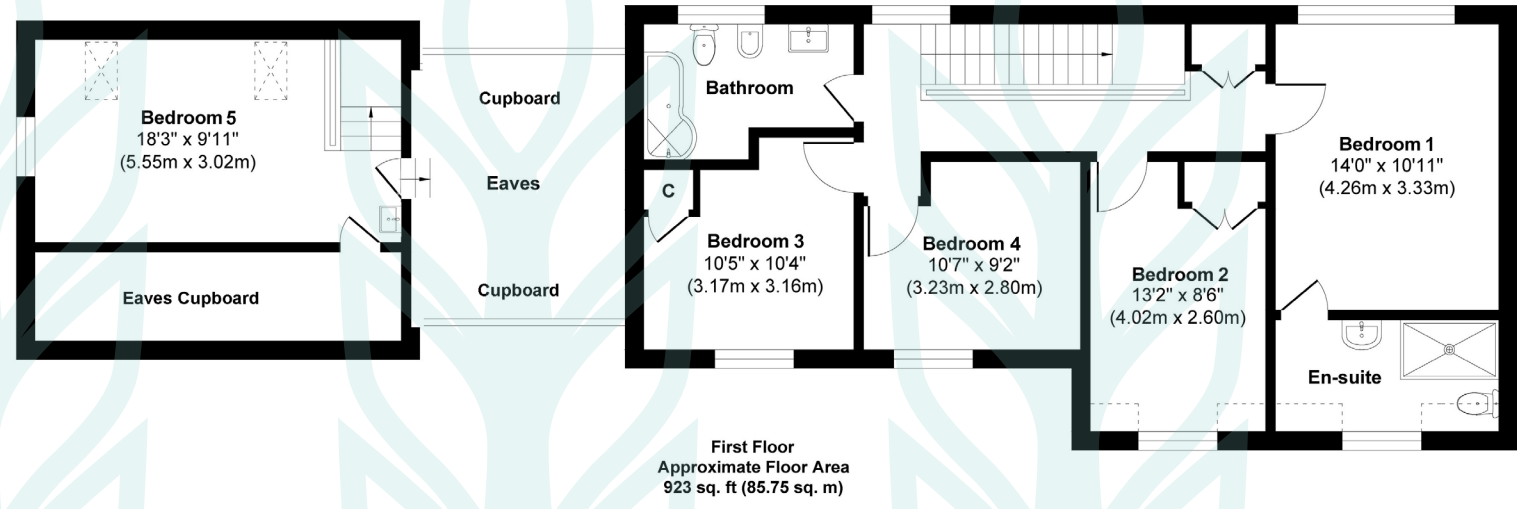 Bedroom 5
18'3" x 9'11"
(5.55m x 3.02m)
Eaves Cupboard
Cupboard
Eaves
Cupboard
Bathroom
C
Bedroom 3
10'5" x 10'4"
(3.17m x 3.16m)
Bedroom 4
10'7" x 9'2"
(3.23m x 2.80m)
Bedroom 2
13'2" x 8'6"
(4.02m x 2.60m)
Bedroom 1
14'0" x 10'11"
(4.26m x 3.33m)
En-suite
First Floor
Approximate Floor Area
923 sq. ft (85.75 sq. m)